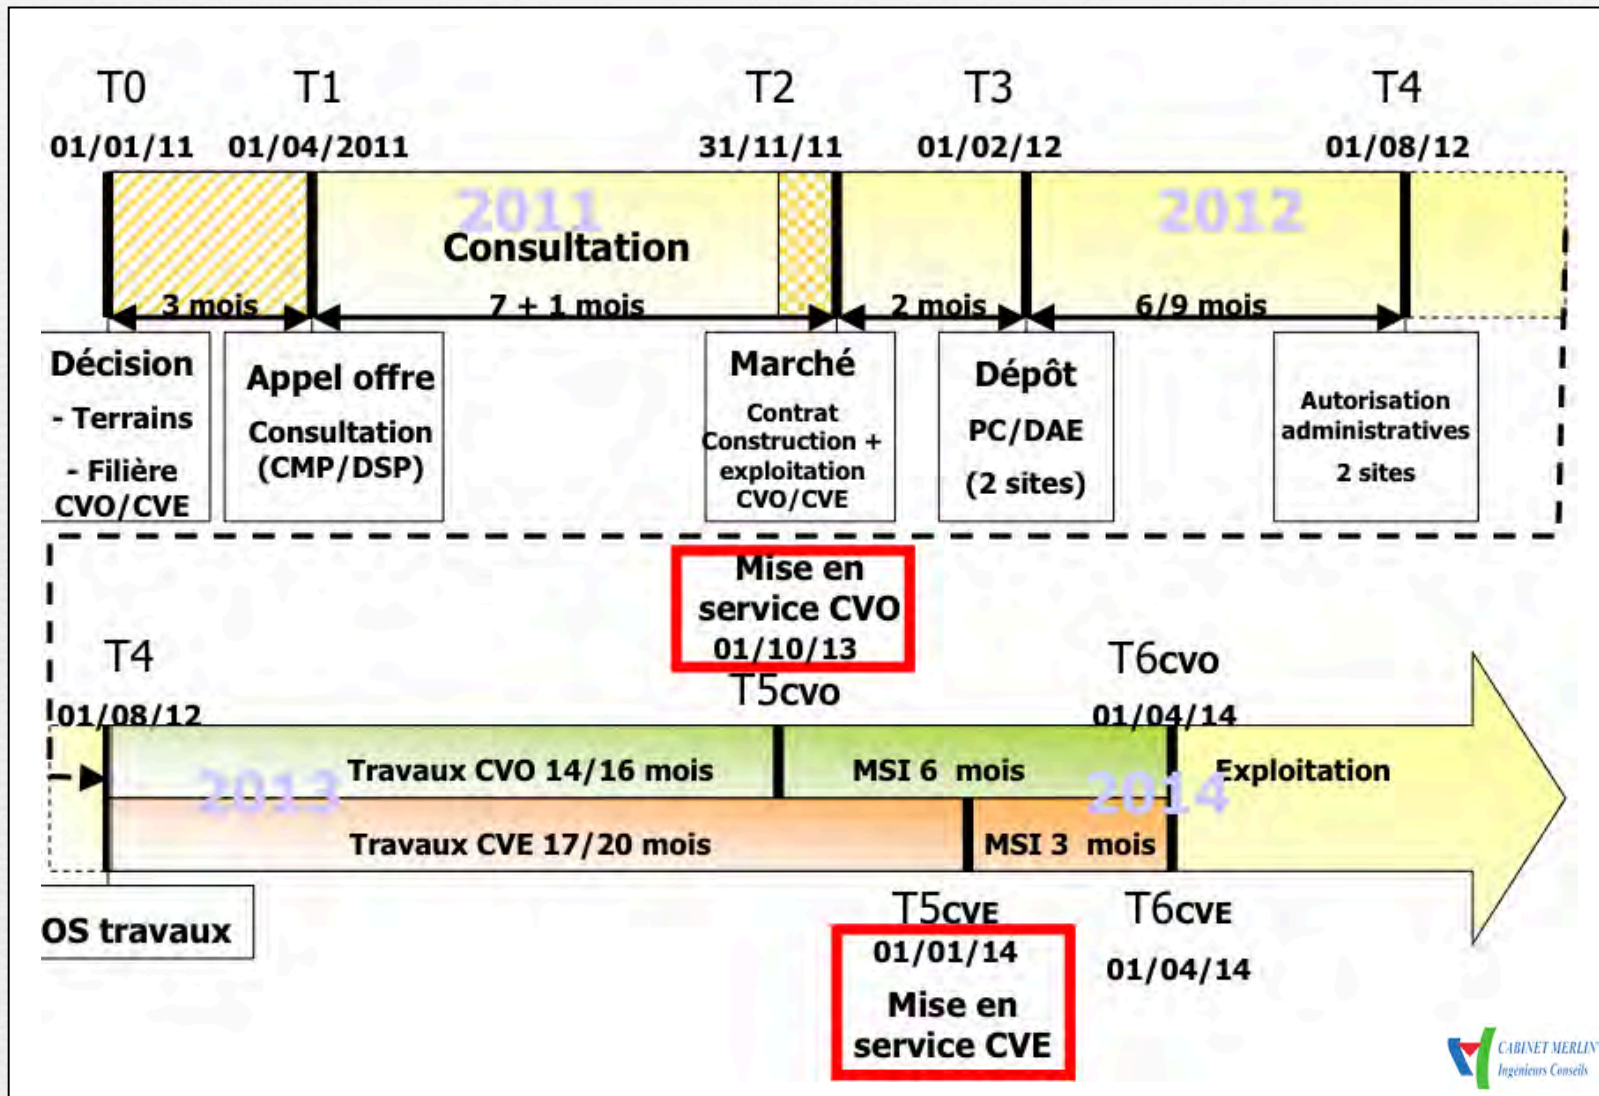 T0 T1 T2 T3 T4
01/01/11 01/04/2011 31/11/11 01/02/12 01/08/12
2011 2012
Consultation
3 mois 7 + 1 mois 2 mois 6/9 mois
Décision
- Terrains
- Filière
CVO/CVE
Appel offre
Consultation
(CMP/DSP)
Marché
Contrat
Construction +
exploitation
CVO/CVE
Dépôt
PC/DAE
(2 sites)
Autorisation
administratives
2 sites
Mise en
service CVO
01/10/13
T4 T5CVO T6CVO
01/08/12 01/04/14
Travaux CVO 14/16 mois MSI 6 mois Exploitation
2013 2014
Travaux CVE 17/20 mois MSI 3 mois
OS travaux
T5CVE T6CVE
01/01/14 01/04/14
Mise en
service CVE
CABINET MERLIN
Ingenieurs Conseils